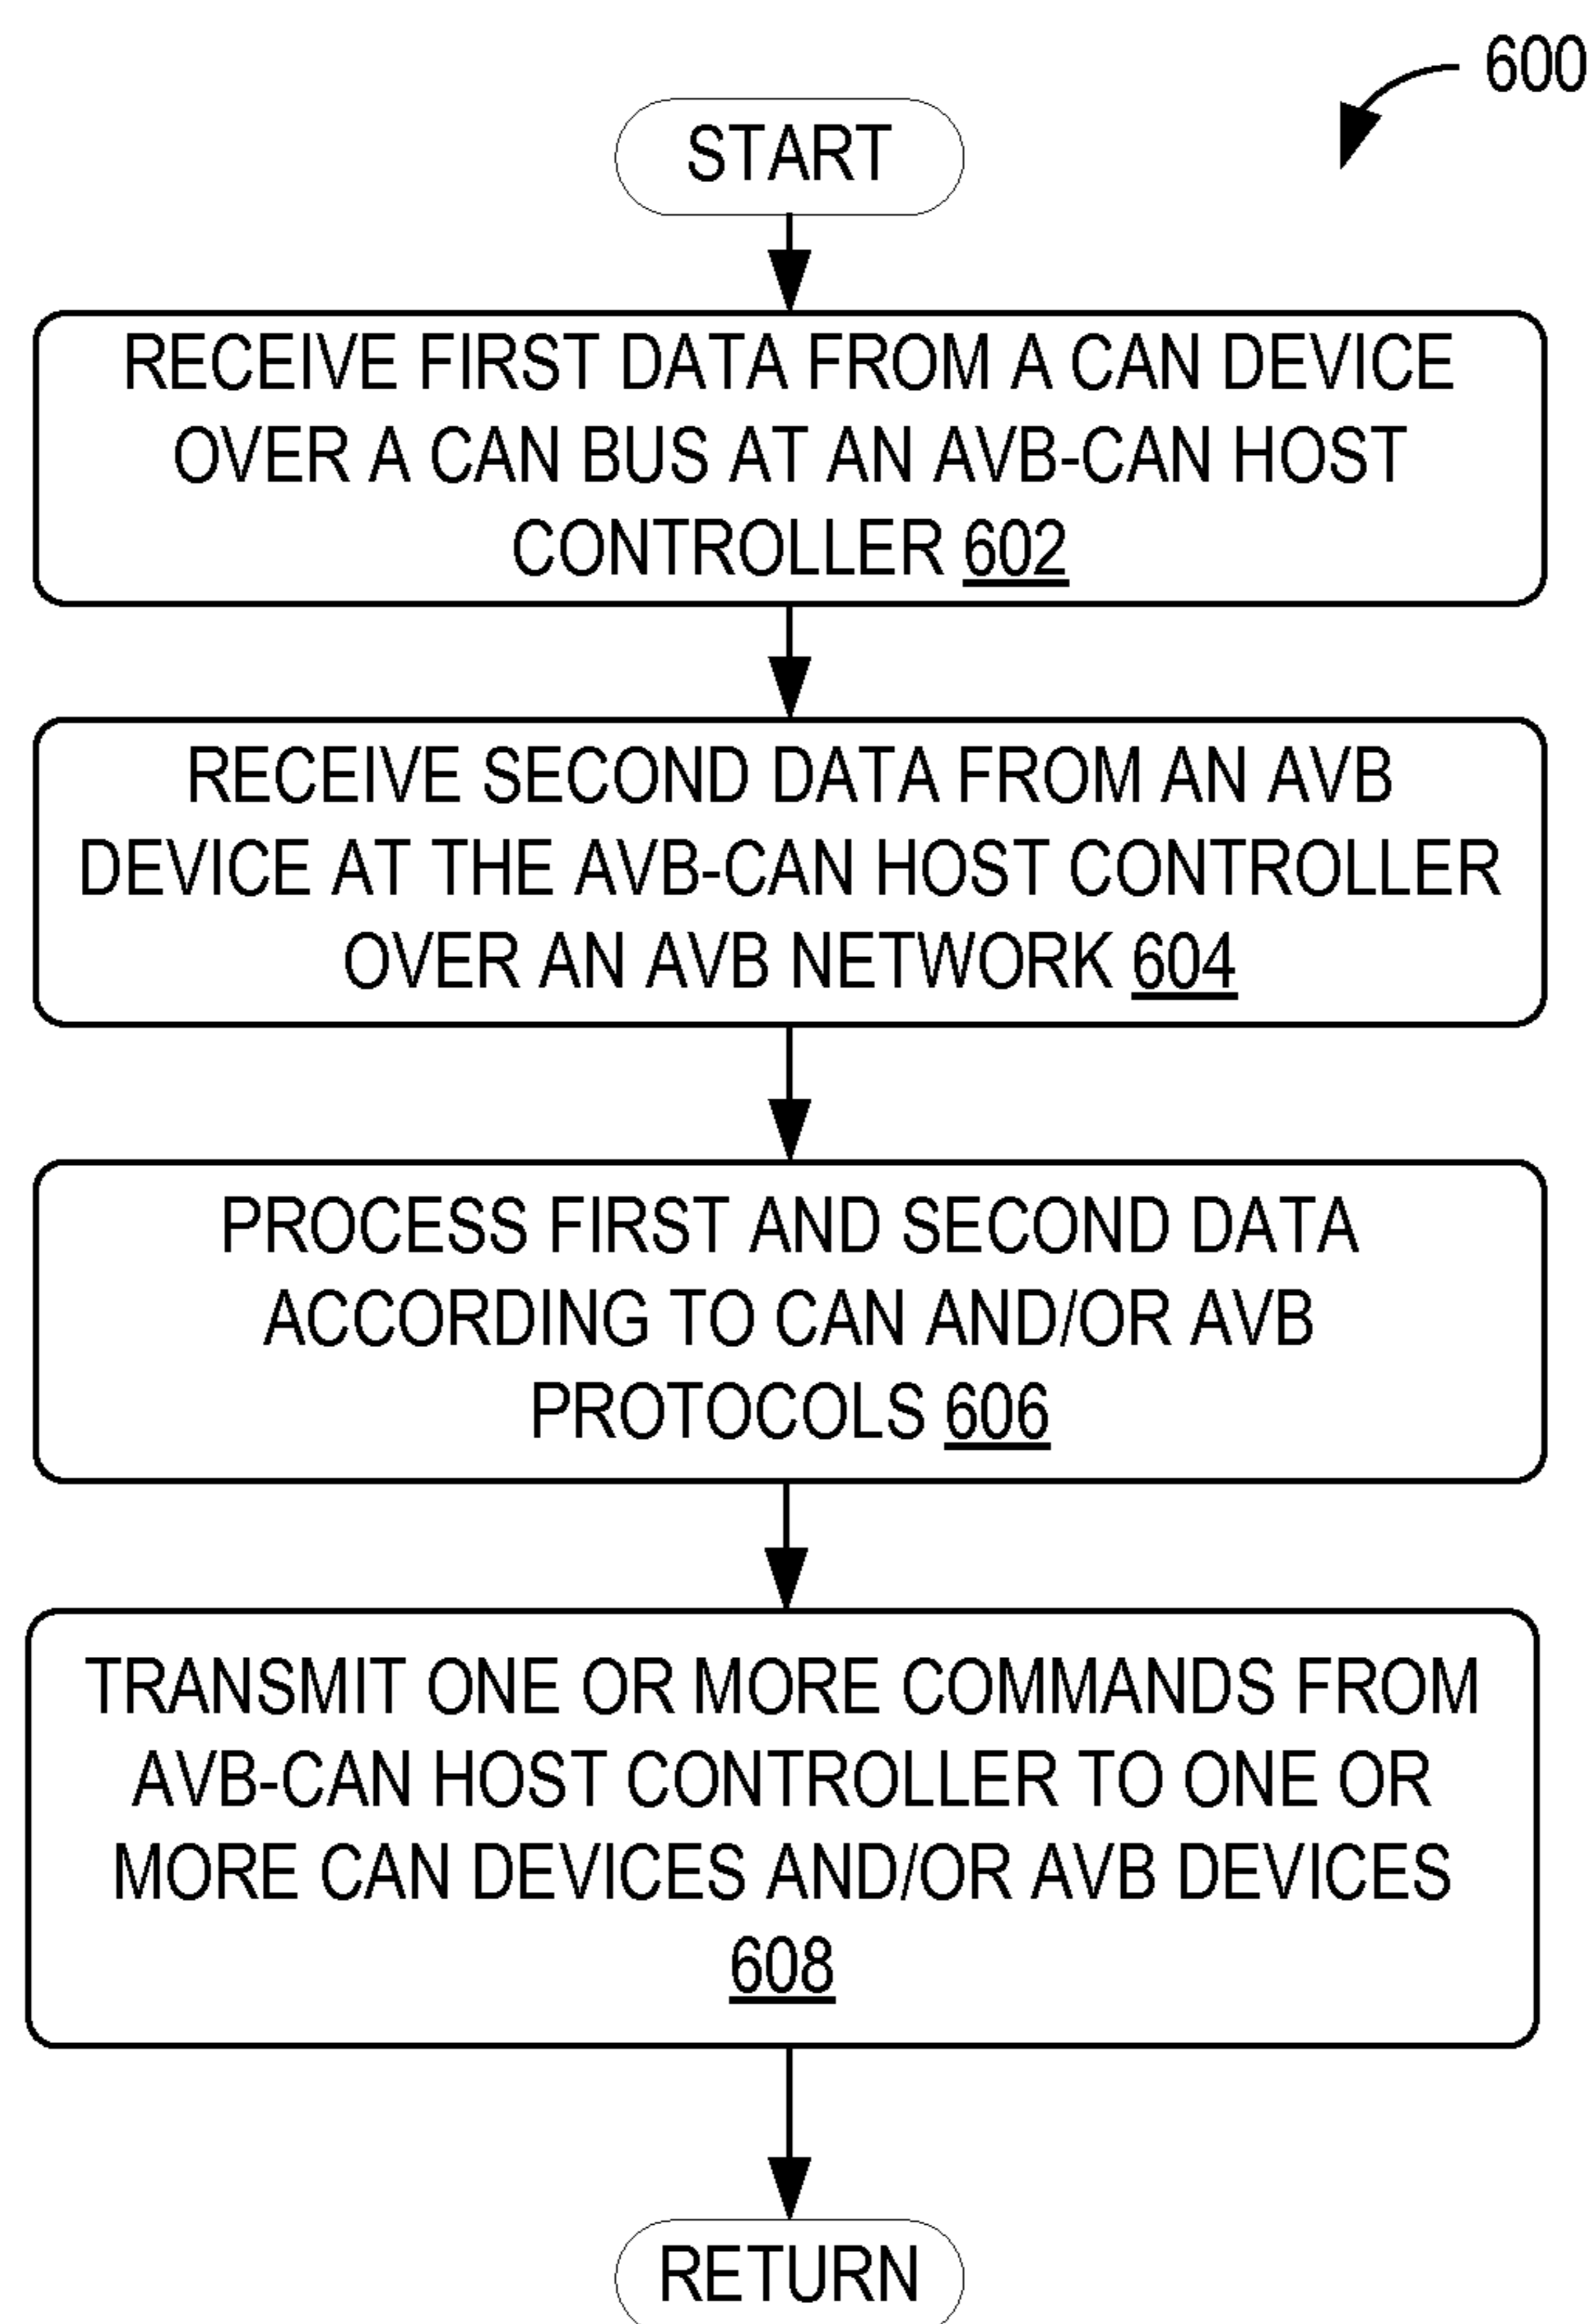 600
START
RECEIVE FIRST DATA FROM A CAN DEVICE
OVER A CAN BUS AT AN AVB-CAN HOST
CONTROLLER 602
RECEIVE SECOND DATA FROM AN AVB
DEVICE AT THE AVB-CAN HOST CONTROLLER
OVER AN AVB NETWORK 604
PROCESS FIRST AND SECOND DATA
ACCORDING TO CAN AND/OR AVB
PROTOCOLS 606
TRANSMIT ONE OR MORE COMMANDS FROM
AVB-CAN HOST CONTROLLER TO ONE OR
MORE CAN DEVICES AND/OR AVB DEVICES
608
RETURN